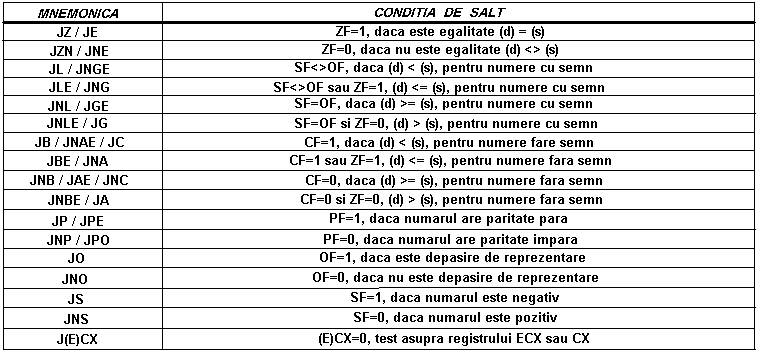 MNEMONICA CONDITIA DE SALT
JZ / JE ZF=1, daca este egalitate (d) = (s)
JZN / JNE ZF=0, daca nu este egalitate (d) <> (s)
JL / JNGE SF<>OF, daca (d) < (s), pentru numere cu semn
JLE / JNG SF<>OF sau ZF=1, (d) <= (s), pentru numere cu semn
JNL / JGE SF=OF, daca (d) >= (s), pentru numere cu semn
JNLE / JG SF=OF si ZF=0, (d) > (s), pentru numere cu semn
JB / JNAE / JC CF=1, daca (d) < (s), pentru numere fare semn
JBE / JNA CF=1 sau ZF=1, (d) <= (s), pentru numere fara semn
JNB / JAE / JNC CF=0, daca (d) >= (s), pentru numere fara semn
JNBE / JA CF=0 si ZF=0, (d) > (s), pentru numere fara semn
JP / JPE PF=1, daca numarul are paritate para
JNP / JPO PF=0, daca numarul are paritate impara
JO OF=1, daca este depasire de reprezentare
JNO OF=0, daca nu este depasire de reprezentare
JS SF=1, daca numarul este negativ
JNS SF=0, daca numarul este pozitiv
J(E)CX (E)CX=0, test asupra registrului ECX sau CX